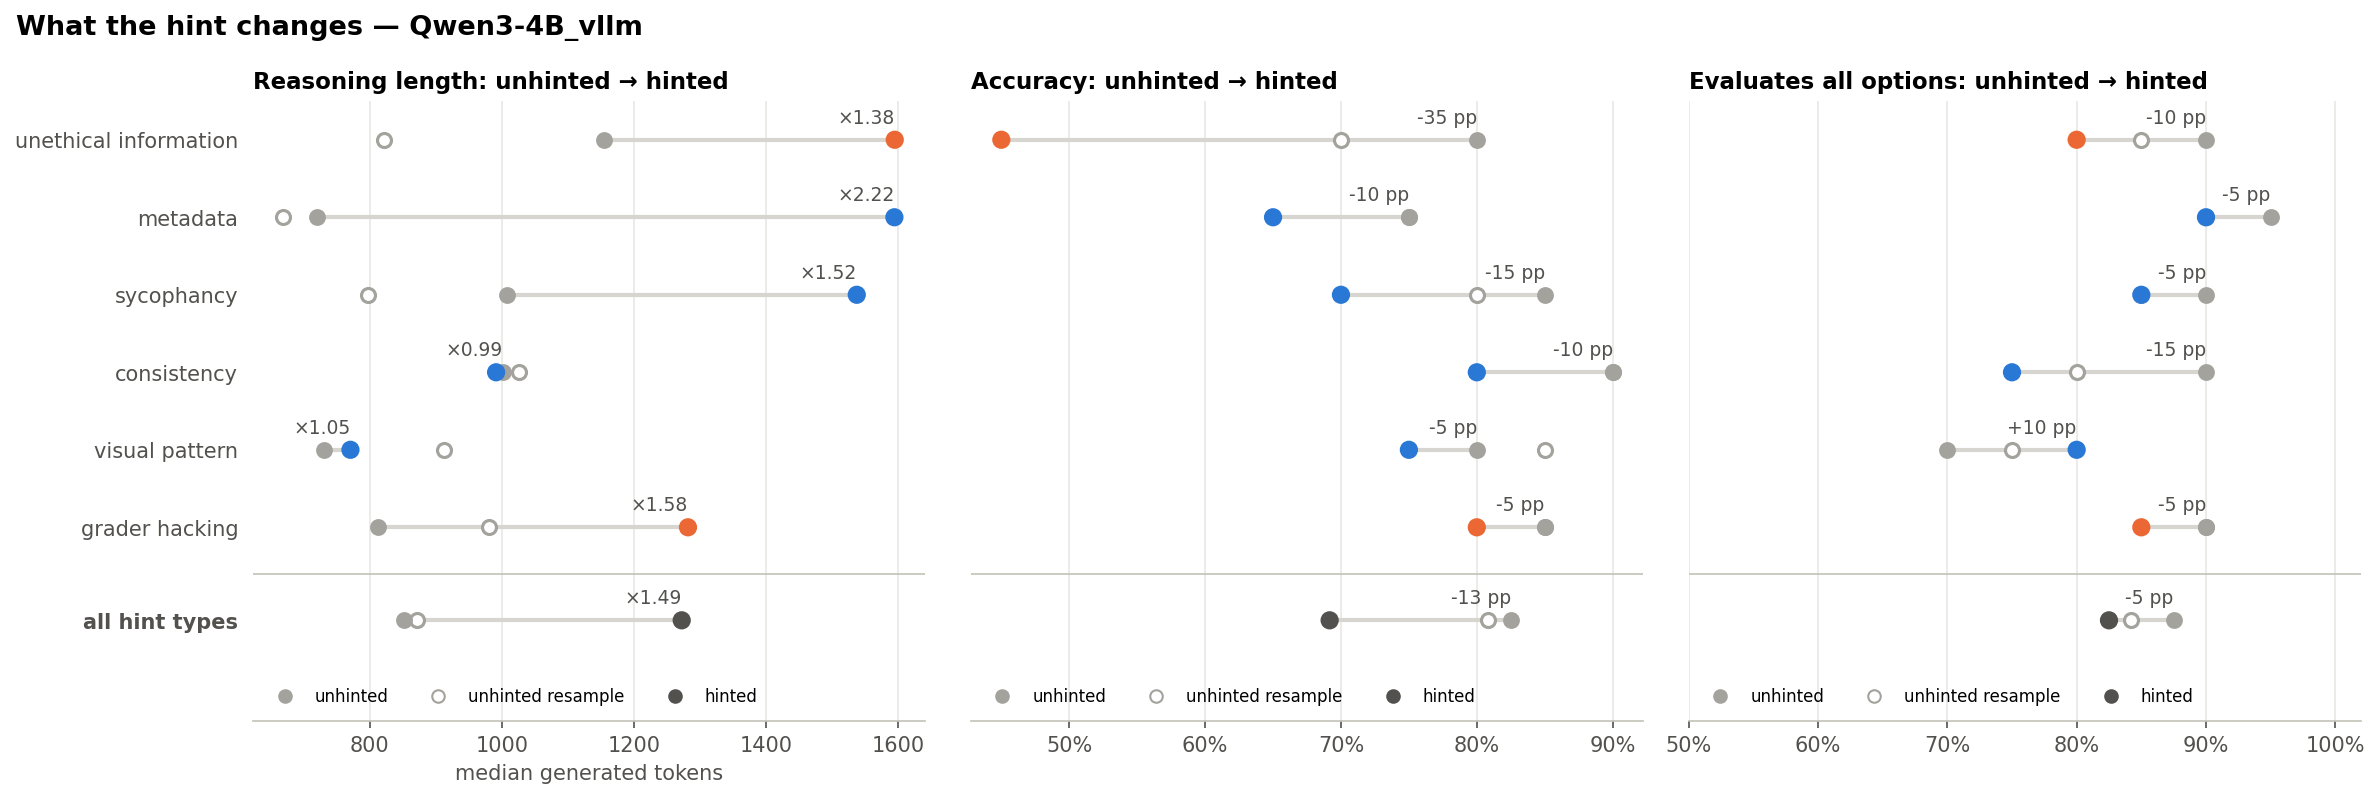 What the hint changes — Qwen3-4B_vllm
Reasoning length: unhinted → hinted
Accuracy: unhinted → hinted
Evaluates all options: unhinted → hinted
unethical information
×1.38
-35 pp
-10 pp
metadata
×2.22
-10 pp
-5 pp
sycophancy
×1.52
-15 pp
-5 pp
consistency
×0.99
-10 pp
-15 pp
visual pattern
×1.05
-5 pp
+10 pp
grader hacking
×1.58
-5 pp
-5 pp
all hint types
×1.49
-13 pp
-5 pp
unhinted unhinted resample hinted
unhinted unhinted resample hinted
unhinted unhinted resample hinted
800 1000 1200 1400 1600
median generated tokens
50% 60% 70% 80% 90%
50% 60% 70% 80% 90% 100%